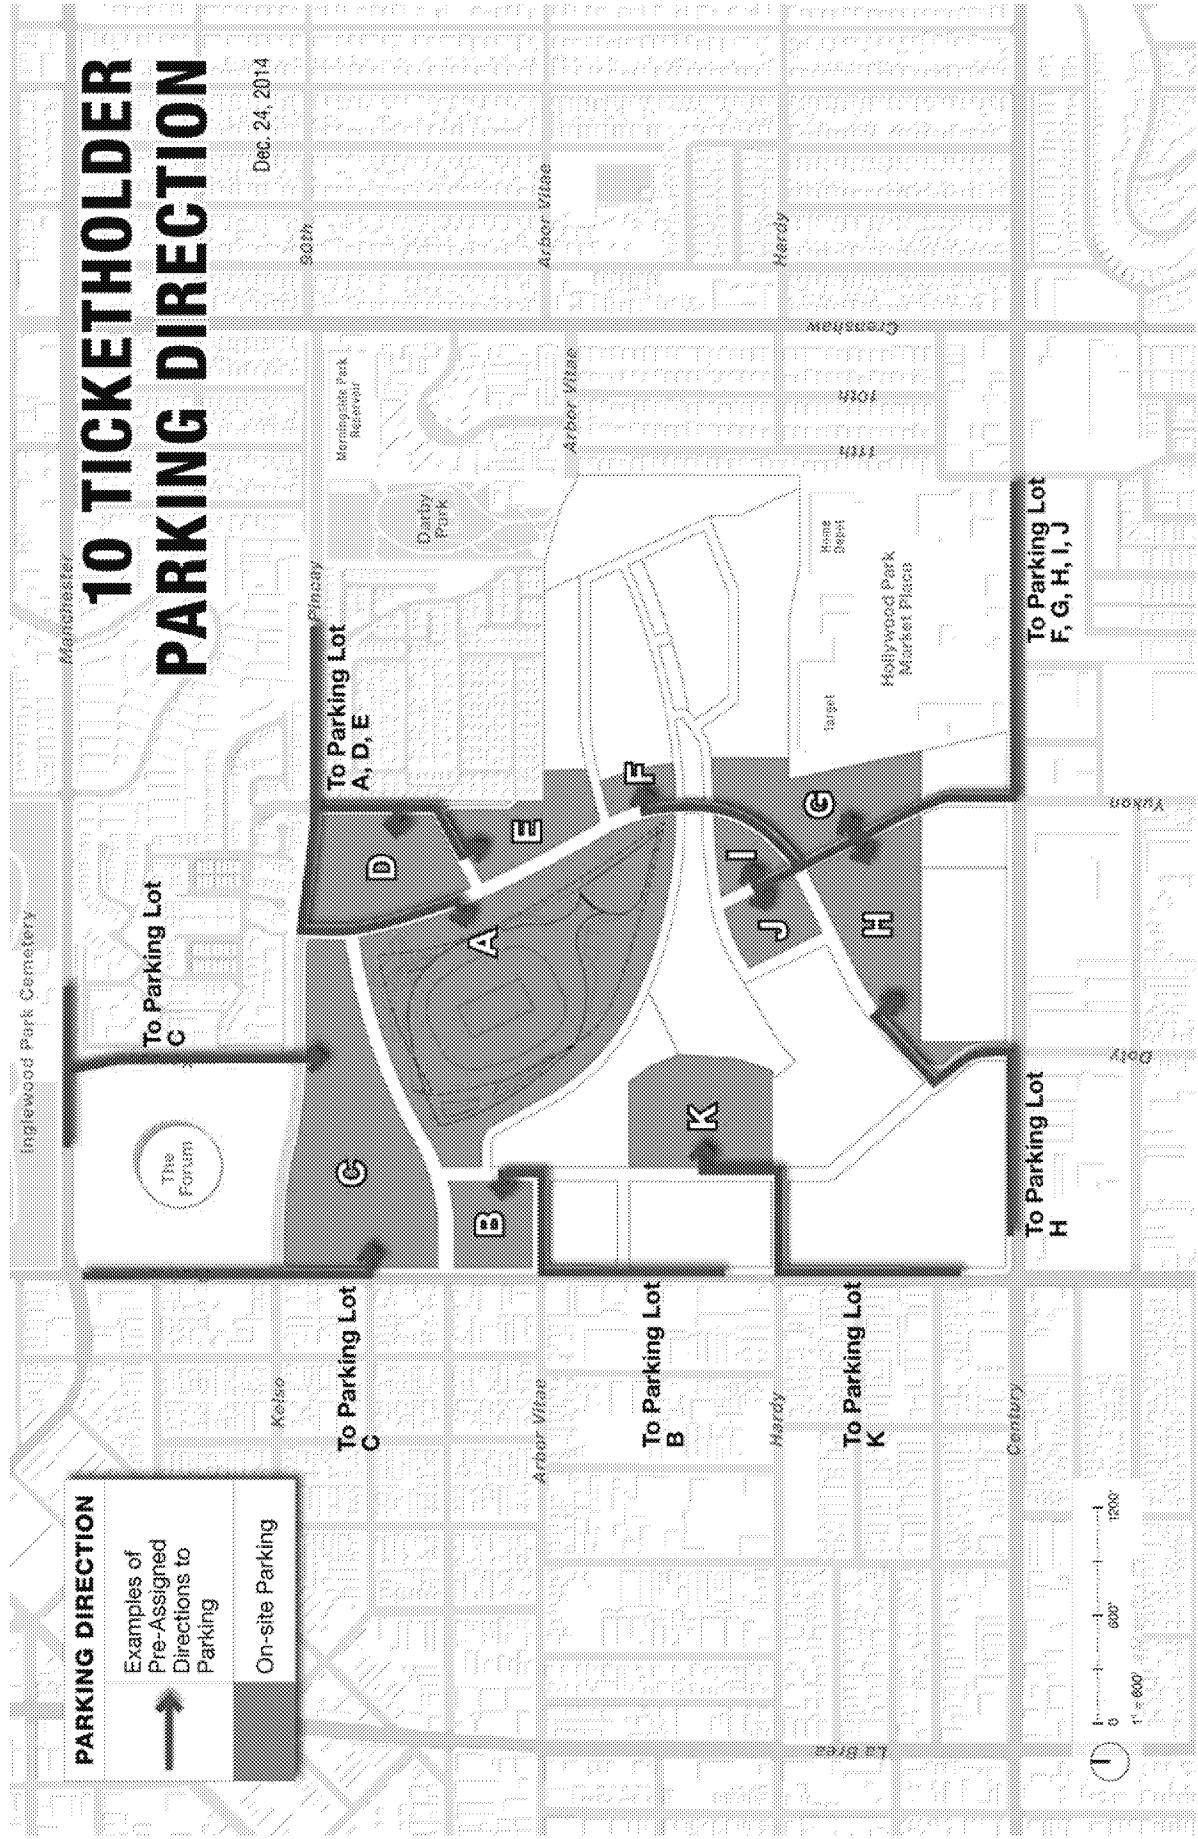 10 TICKETHOLDER
PARKING DIRECTION
Dec. 24, 2014
PARKING DIRECTION
Examples of
Pre-Assigned
Directions to
Parking
On-site Parking
Inglewood Park Cemetery
Manchester
The
Forum
To Parking Lot
C
To Parking Lot
A, D, E
Pincay
90th
Morningside Park
Reservoir
Darby
Park
Kelso
To Parking Lot
C
C
D
A
E
B
F
Arbor Vitae
Arbor Vitae
Arbor Vitae
To Parking Lot
B
K
I
J
G
H
Target
Home
Depot
Hollywood Park
Market Place
Hardy
Hardy
Crenshaw
10th
11th
To Parking Lot
K
Century
To Parking Lot
H
To Parking Lot
F, G, H, I, J
Doty
Yukon
La Brea
0
600'
1200'
1" = 600'